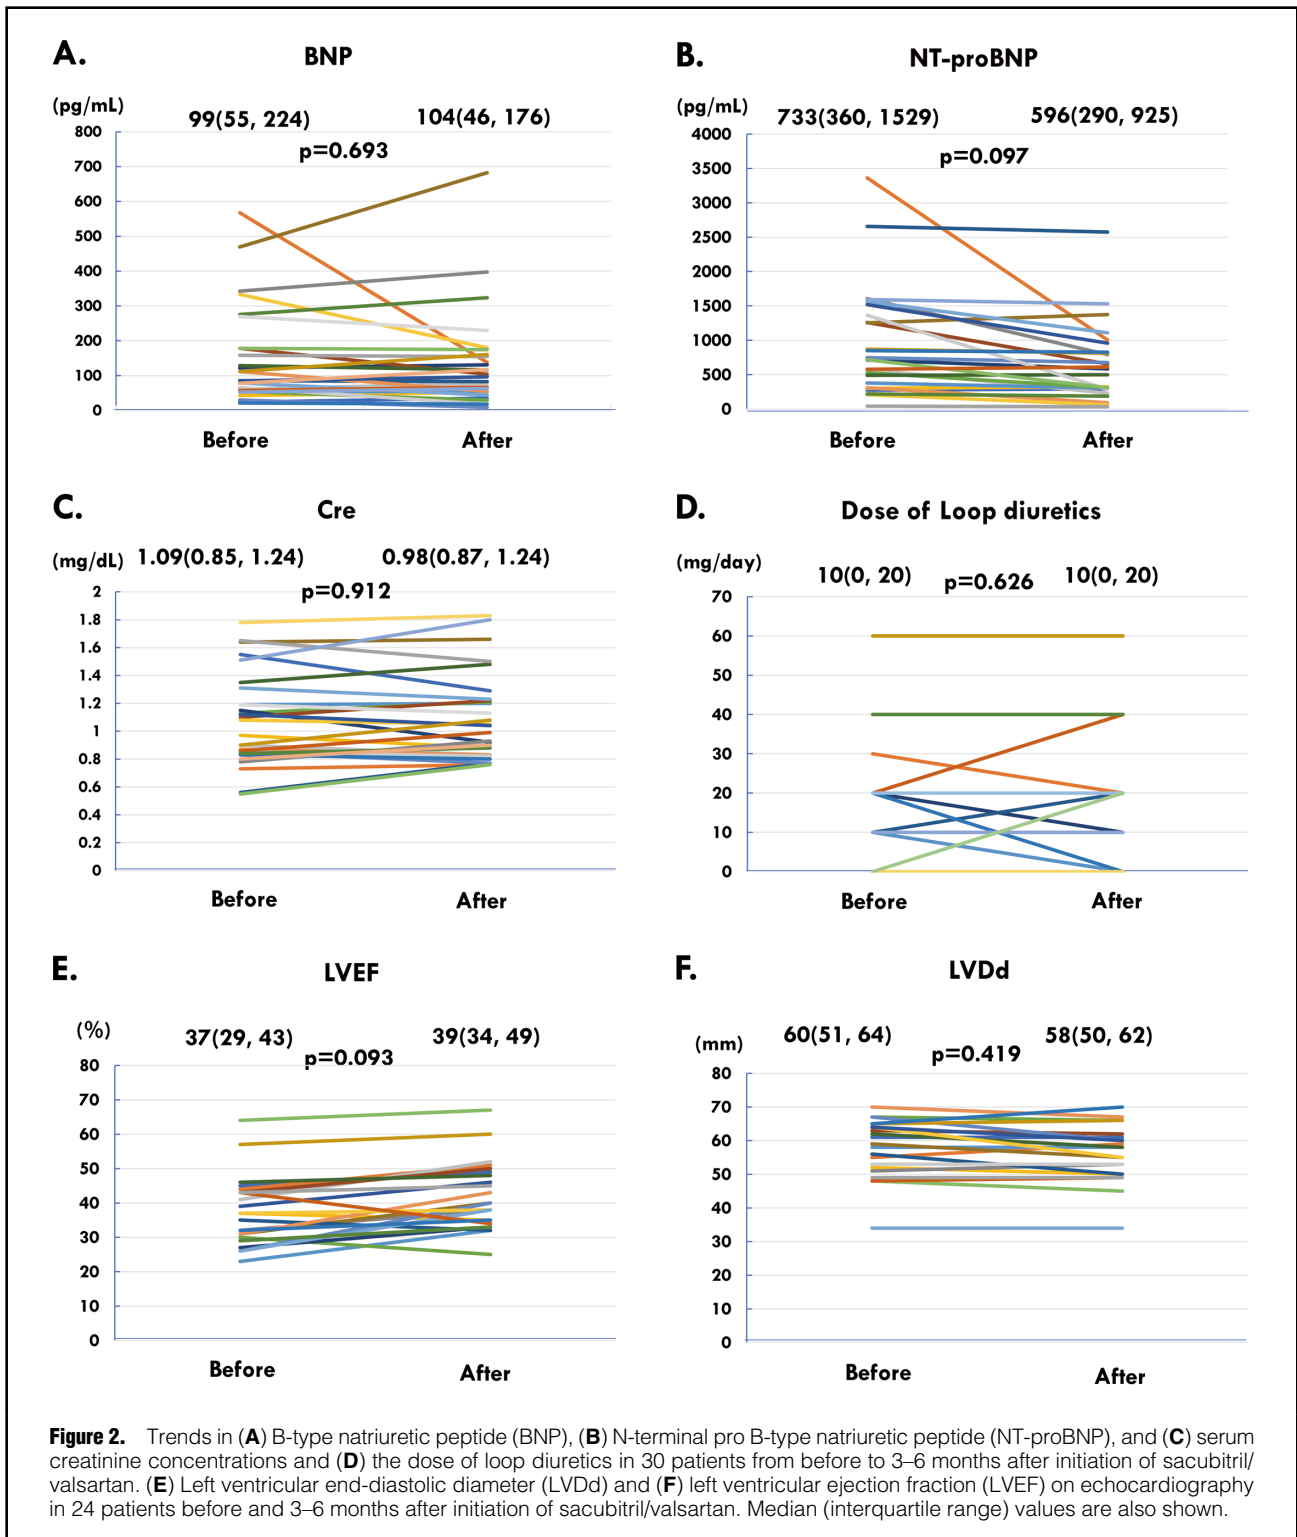 A.
BNP
(pg/mL)
99(55, 224)
104(46, 176)
p=0.693
800
700
600
500
400
300
200
100
0
Before
After
B.
NT-proBNP
(pg/mL)
733(360, 1529)
596(290, 925)
p=0.097
4000
3500
3000
2500
2000
1500
1000
500
0
Before
After
C.
Cre
(mg/dL)
1.09(0.85, 1.24)
0.98(0.87, 1.24)
p=0.912
2
1.8
1.6
1.4
1.2
1
0.8
0.6
0.4
0.2
0
Before
After
D.
Dose of Loop diuretics
(mg/day)
10(0, 20)
p=0.626
10(0, 20)
70
60
50
40
30
20
10
0
Before
After
E.
LVEF
(%)
37(29, 43)
39(34, 49)
p=0.093
80
70
60
50
40
30
20
10
0
Before
After
F.
LVDd
(mm)
60(51, 64)
58(50, 62)
p=0.419
80
70
60
50
40
30
20
10
0
Before
After
Figure 2. Trends in (A) B-type natriuretic peptide (BNP), (B) N-terminal pro B-type natriuretic peptide (NT-proBNP), and (C) serum
creatinine concentrations and (D) the dose of loop diuretics in 30 patients from before to 3–6 months after initiation of sacubitril/
valsartan. (E) Left ventricular end-diastolic diameter (LVDd) and (F) left ventricular ejection fraction (LVEF) on echocardiography
in 24 patients before and 3–6 months after initiation of sacubitril/valsartan. Median (interquartile range) values are also shown.